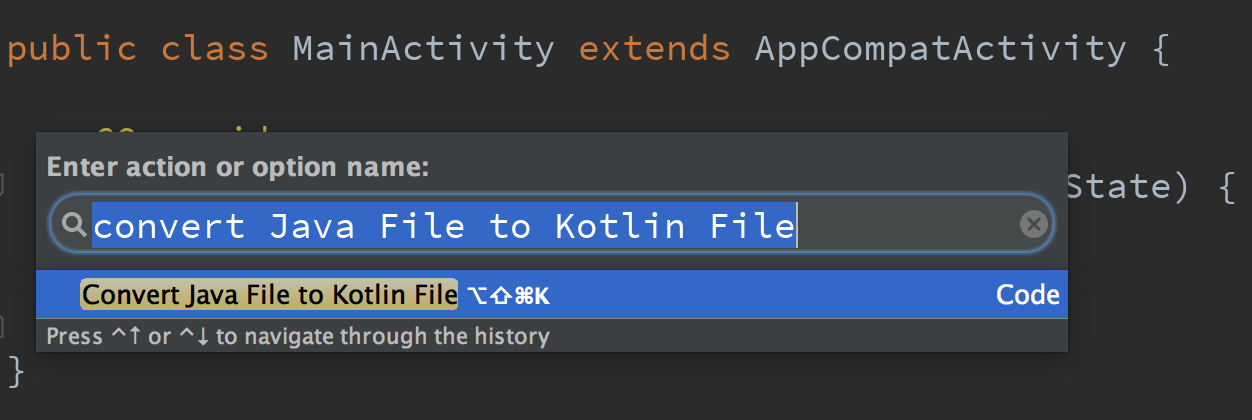 public class MainActivity extends AppCompatActivity {
Enter action or option name:
State) {
convert Java File to Kotlin File
Convert Java File to Kotlin File ⌥⇧⌘K Code
Press ^↑ or ^↓ to navigate through the history
}